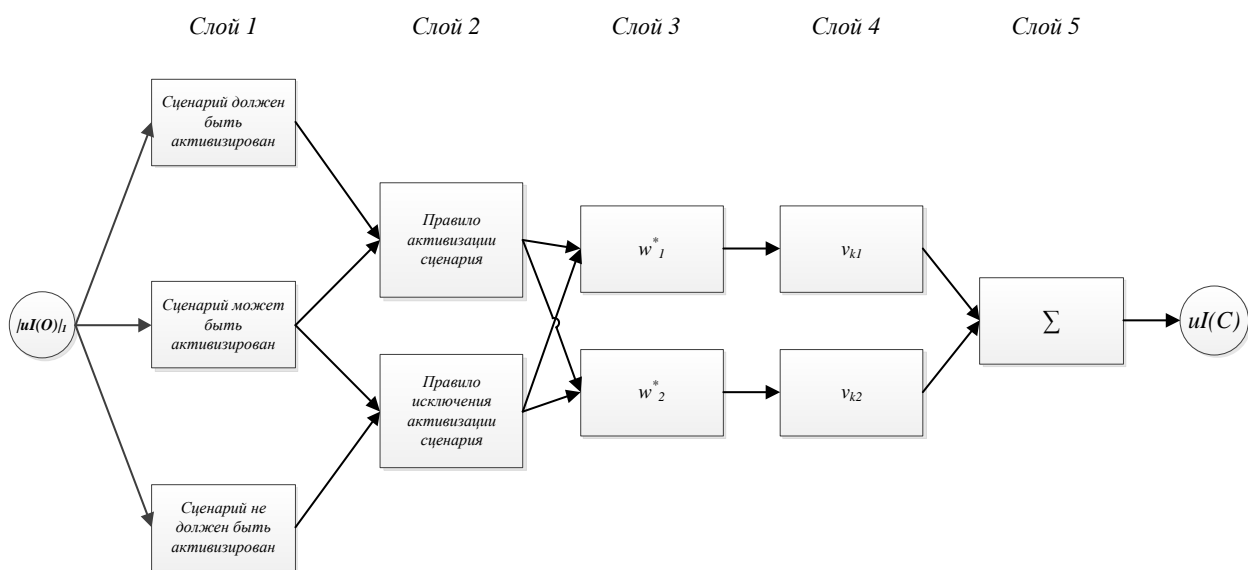 Слой 1
Слой 2
Слой 3
Слой 4
Слой 5
|uI(O)|I
Сценарий должен
быть
активизирован
Сценарий может
быть
активизирован
Сценарий не
должен быть
активизирован
Правило
активизации
сценария
Правило
исключения
активизации
сценария
w*1
w*2
vk1
vk2
∑
uI(C)